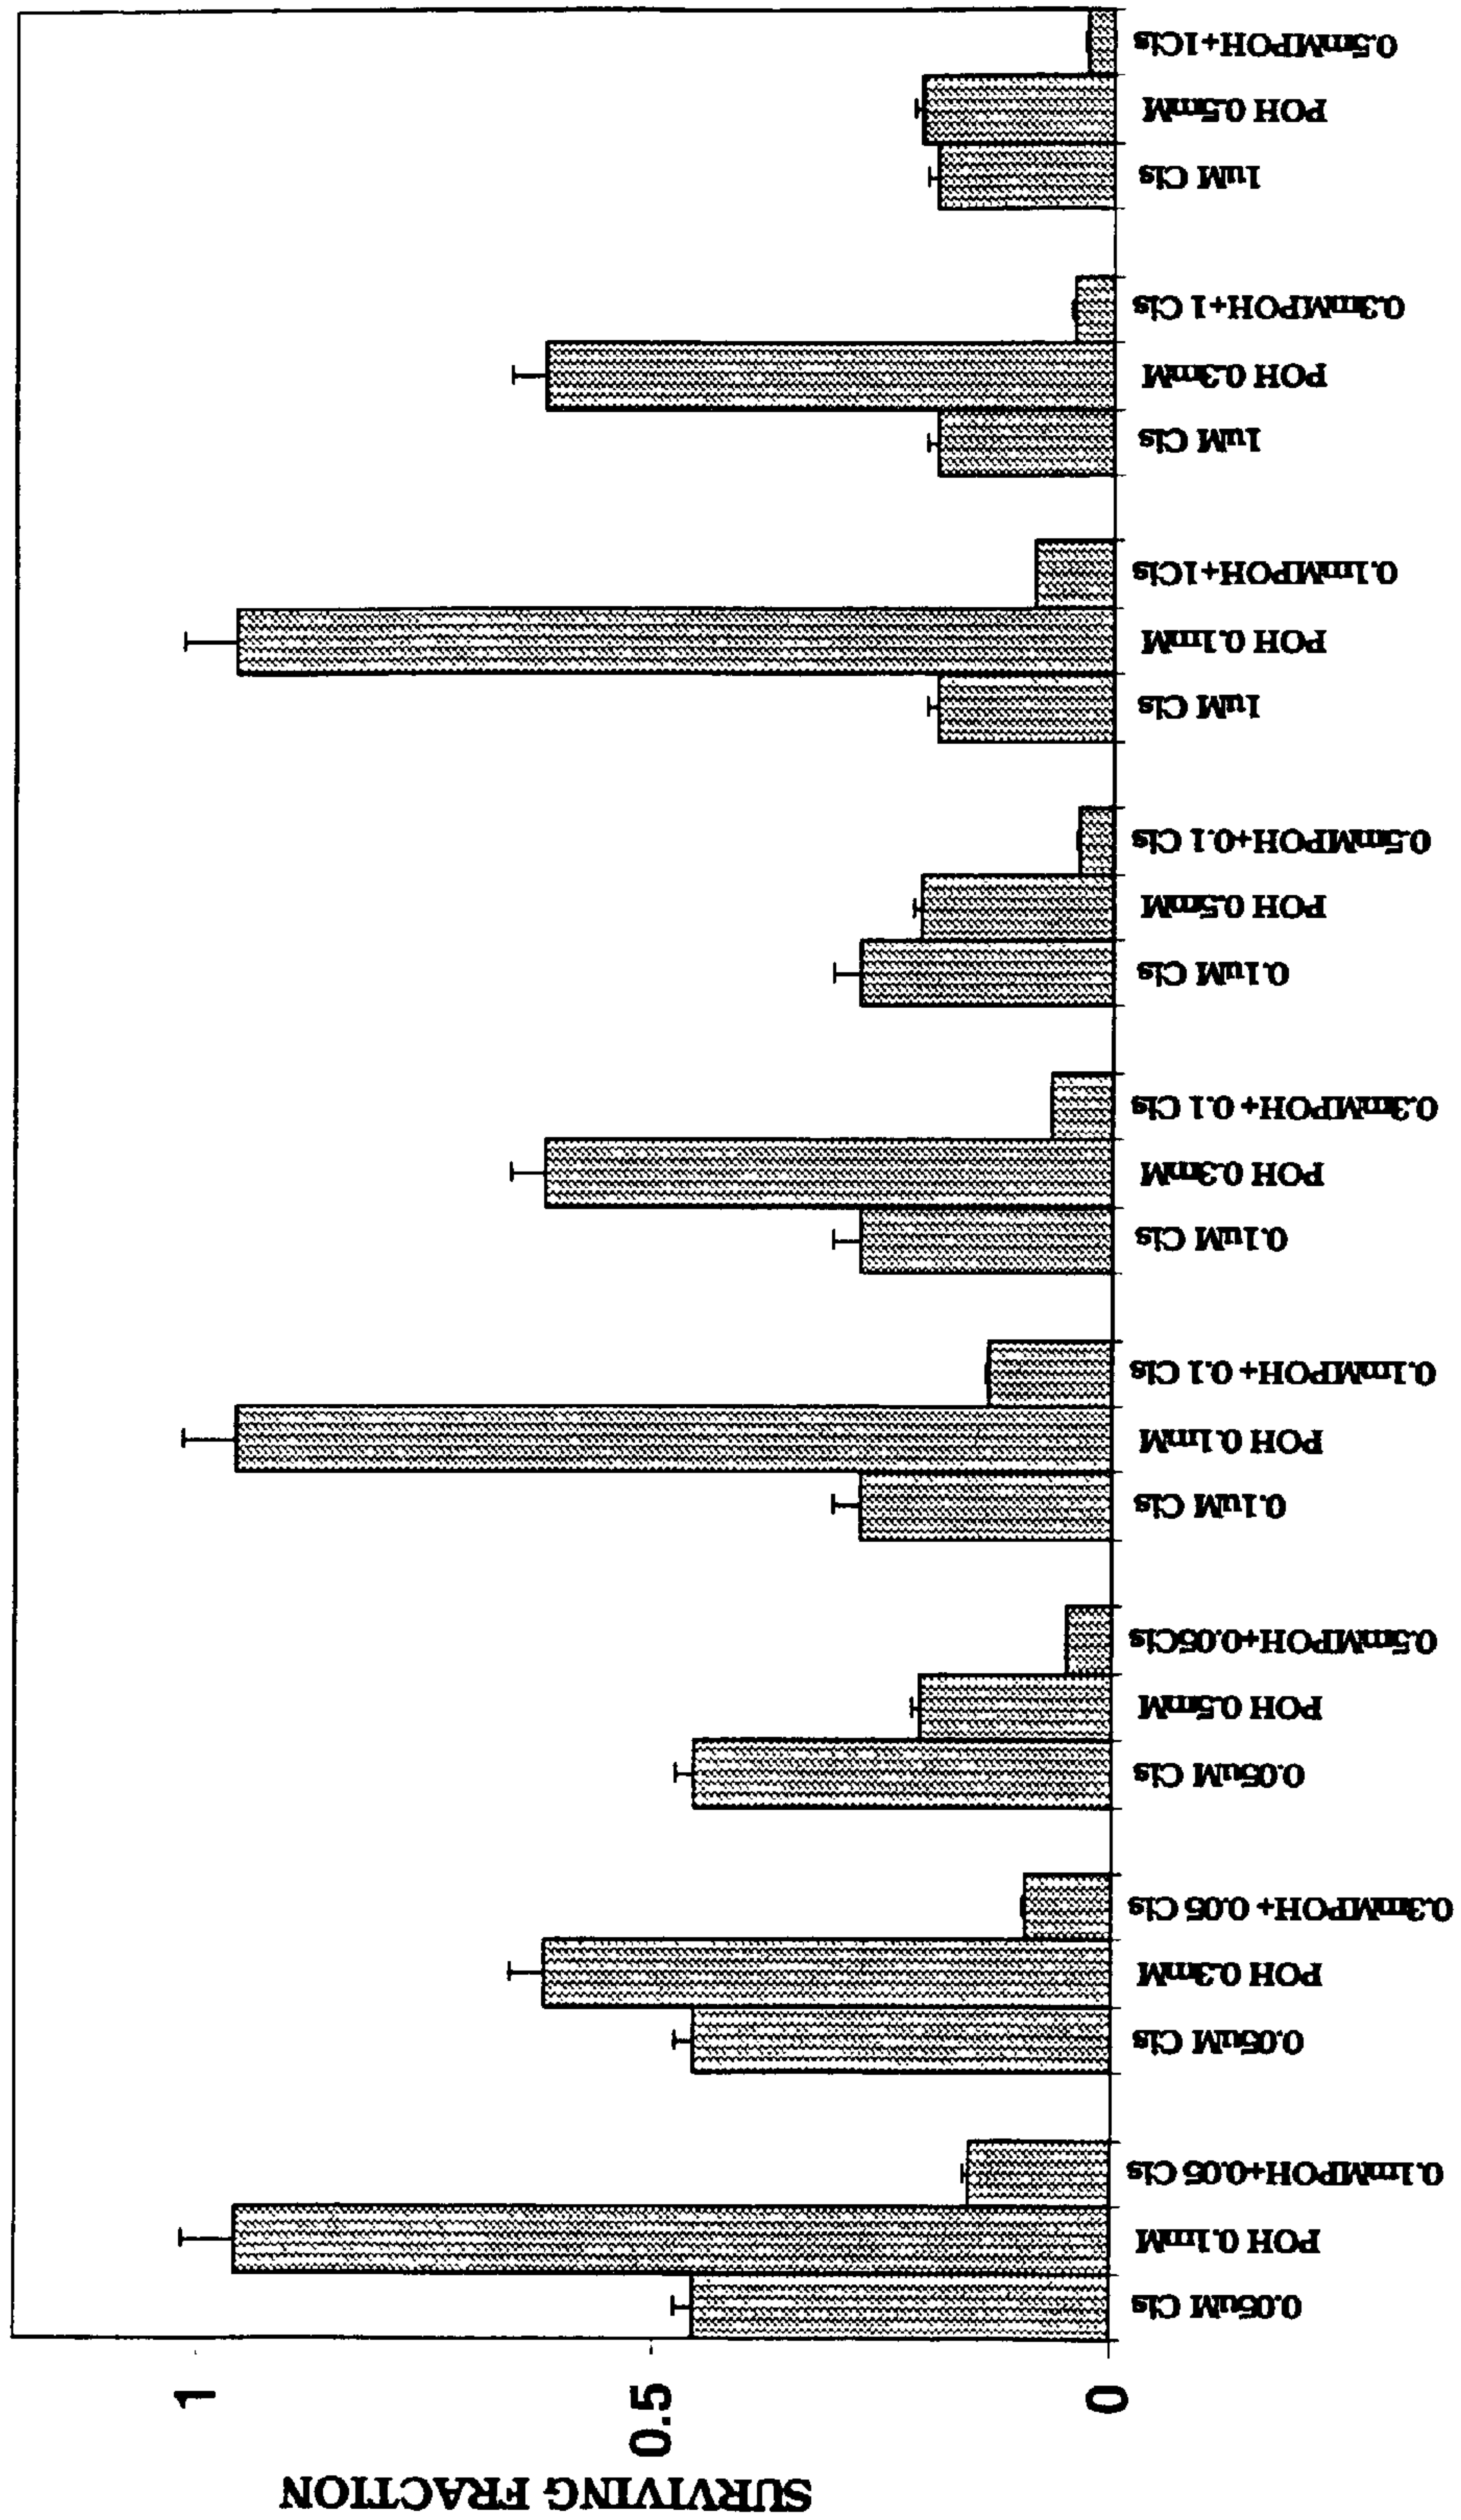 SURVIVING FRACTION
1
0.5
0
0.05uM Cis
POH 0.1mM
0.1mMPOH+0.05 Cis
0.05uM Cis
POH 0.3mM
0.3mMPOH+ 0.05 Cis
0.05uM Cis
POH 0.5mM
0.5mMPOH+0.05Cis
0.1uM Cis
POH 0.1mM
0.1mMPOH+ 0.1 Cis
0.1uM Cis
POH 0.3mM
0.3mMPOH+ 0.1 Cis
0.1uM Cis
POH 0.5mM
0.5mMPOH+0.1 Cis
1uM Cis
POH 0.1mM
0.1mMPOH+1Cis
1uM Cis
POH 0.3mM
0.3mMPOH+1 Cis
1uM Cis
POH 0.5mM
0.5mMPOH+1Cis